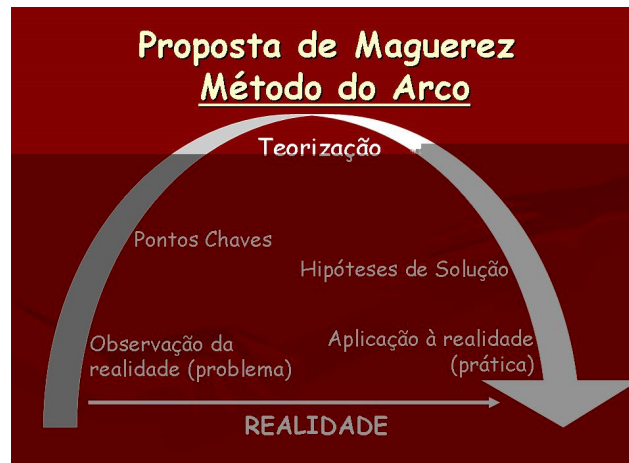 Proposta de Maguerez
Método do Arco
Teorização
Pontos Chaves
Hipóteses de Solução
Observação da
realidade (problema)
Aplicação à realidade
(prática)
REALIDADE